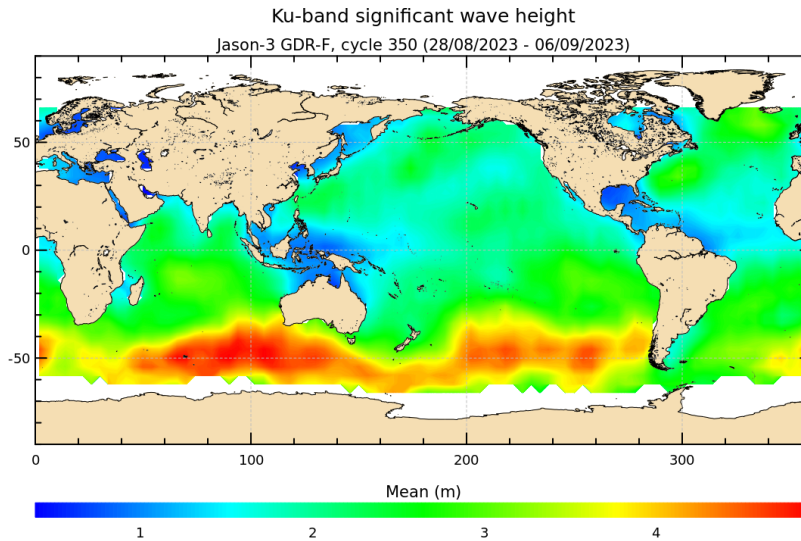 Ku-band significant wave height
Jason-3 GDR-F, cycle 350 (28/08/2023 - 06/09/2023)
50
0
-50
0 100 200 300
Mean (m)
1 2 3 4